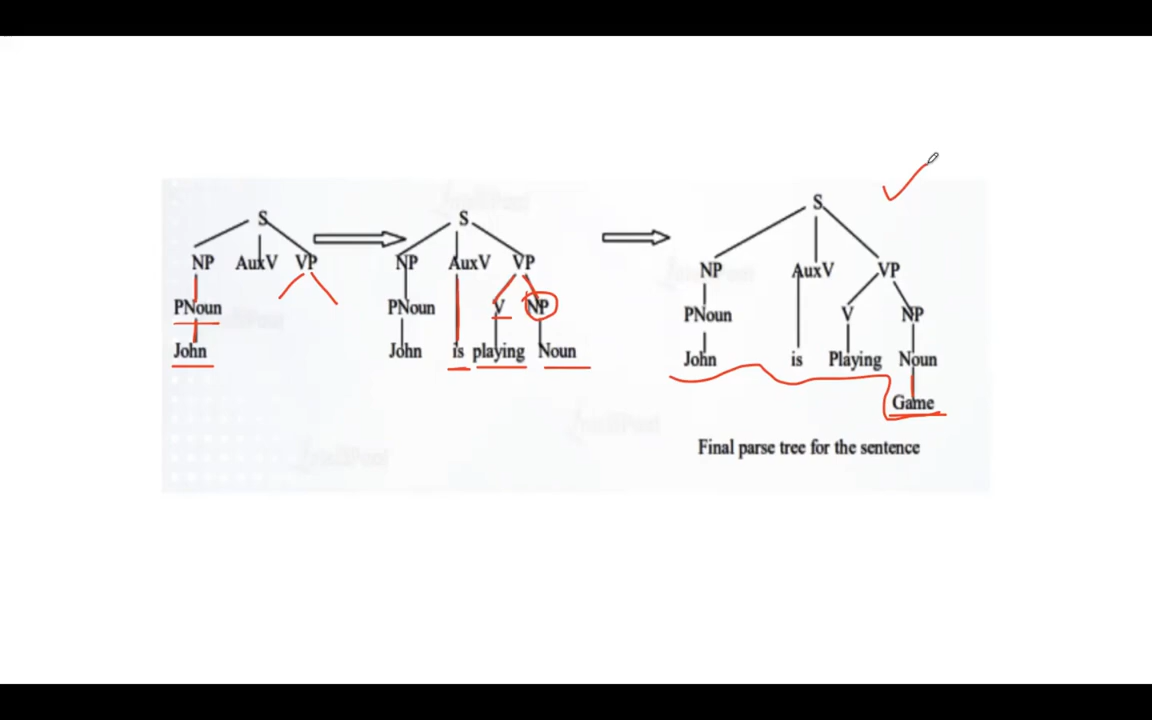 S
NP AuxV VP
PNoun
John
S
NP AuxV VP
PNoun V NP
John is playing Noun
S
NP AuxV VP
PNoun V NP
John is Playing Noun
Game
Final parse tree for the sentence